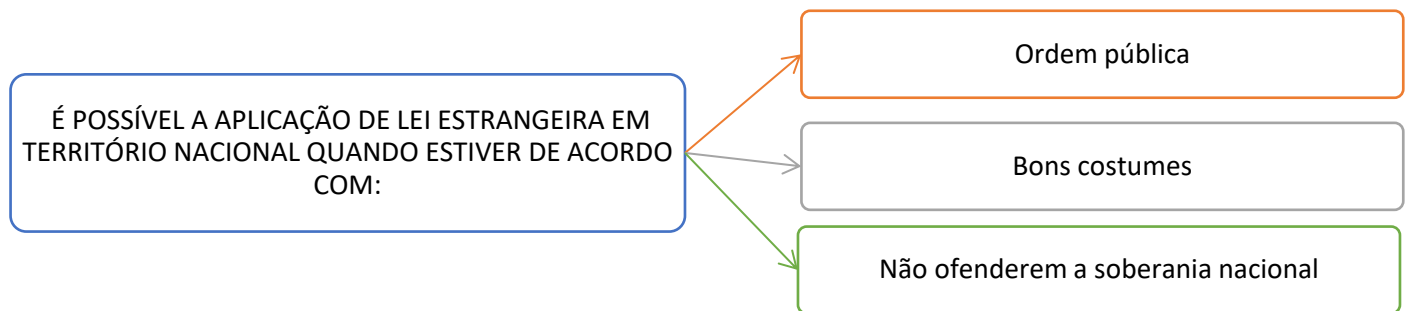 É POSSÍVEL A APLICAÇÃO DE LEI ESTRANGEIRA EM
TERRITÓRIO NACIONAL QUANDO ESTIVER DE ACORDO
COM:
Ordem pública
Bons costumes
Não ofenderem a soberania nacional